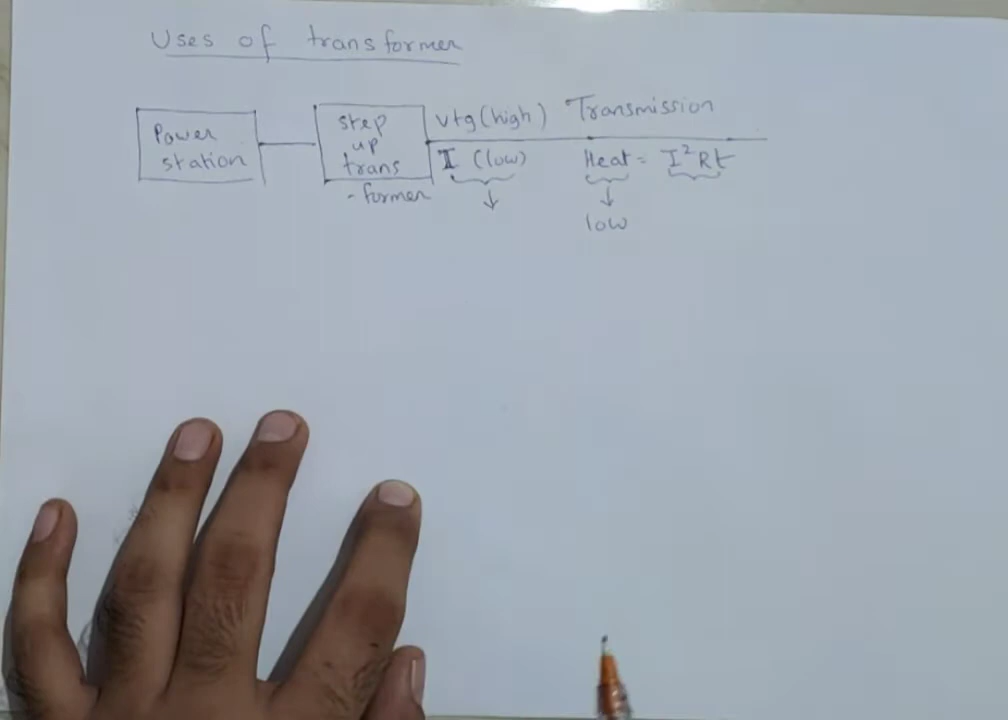 Uses of transformer
Power
station
step
up
trans
-former
Vtg (high)
I (low)
↓
Transmission
Heat = I²Rt
↓
low